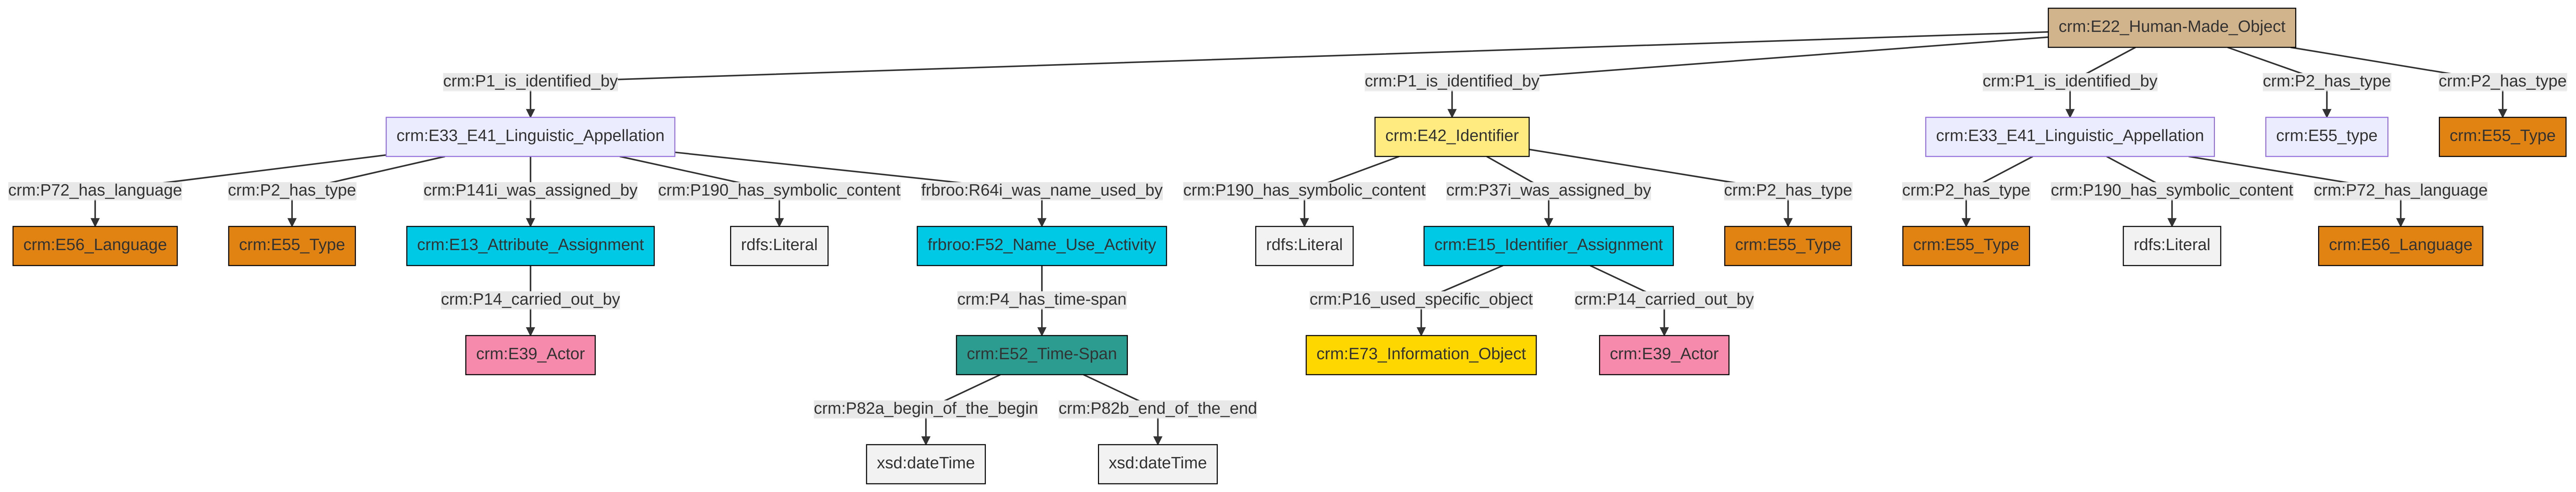 crm:E22_Human-Made_Object
crm:P1_is_identified_by
crm:P1_is_identified_by
crm:P1_is_identified_by
crm:P2_has_type
crm:P2_has_type
crm:E33_E41_Linguistic_Appellation
crm:E42_Identifier
crm:E33_E41_Linguistic_Appellation
crm:E55_type
crm:E55_Type
crm:P72_has_language
crm:P2_has_type
crm:P141i_was_assigned_by
crm:P190_has_symbolic_content
frbroo:R64i_was_name_used_by
crm:P190_has_symbolic_content
crm:P37i_was_assigned_by
crm:P2_has_type
crm:P2_has_type
crm:P190_has_symbolic_content
crm:P72_has_language
crm:E56_Language
crm:E55_Type
crm:E13_Attribute_Assignment
rdfs:Literal
frbroo:F52_Name_Use_Activity
rdfs:Literal
crm:E15_Identifier_Assignment
crm:E55_Type
crm:E55_Type
rdfs:Literal
crm:E56_Language
crm:P14_carried_out_by
crm:P4_has_time-span
crm:P16_used_specific_object
crm:P14_carried_out_by
crm:E39_Actor
crm:E52_Time-Span
crm:E73_Information_Object
crm:E39_Actor
crm:P82a_begin_of_the_begin
crm:P82b_end_of_the_end
xsd:dateTime
xsd:dateTime